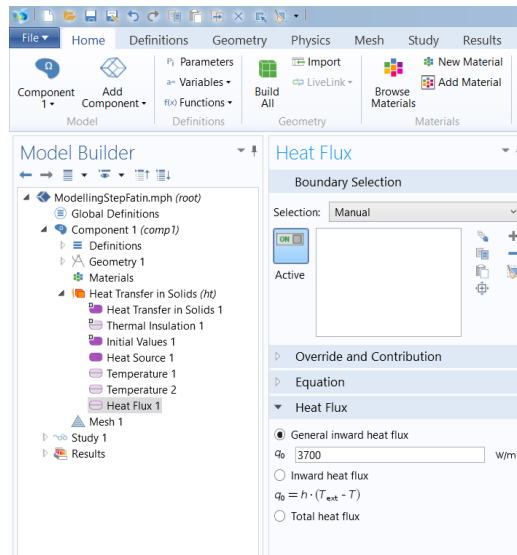 File Home Definitions Geometry Physics Mesh Study Results
Component 1 Add Component
Model
Pi Parameters
a= Variables
f(x) Functions
Definitions
Build All
Import
LiveLink
Geometry
Browse Materials
New Material
Add Material
Materials
Model Builder
ModellingStepFatin.mph (root)
Global Definitions
Component 1 (comp1)
Definitions
Geometry 1
Materials
Heat Transfer in Solids (ht)
Heat Transfer in Solids 1
Thermal Insulation 1
Initial Values 1
Heat Source 1
Temperature 1
Temperature 2
Heat Flux 1
Mesh 1
Study 1
Results
Heat Flux
Boundary Selection
Selection: Manual
ON
Active
Override and Contribution
Equation
Heat Flux
General inward heat flux
q₀ 3700 W/m
Inward heat flux
q₀ = h · (Text - T)
Total heat flux